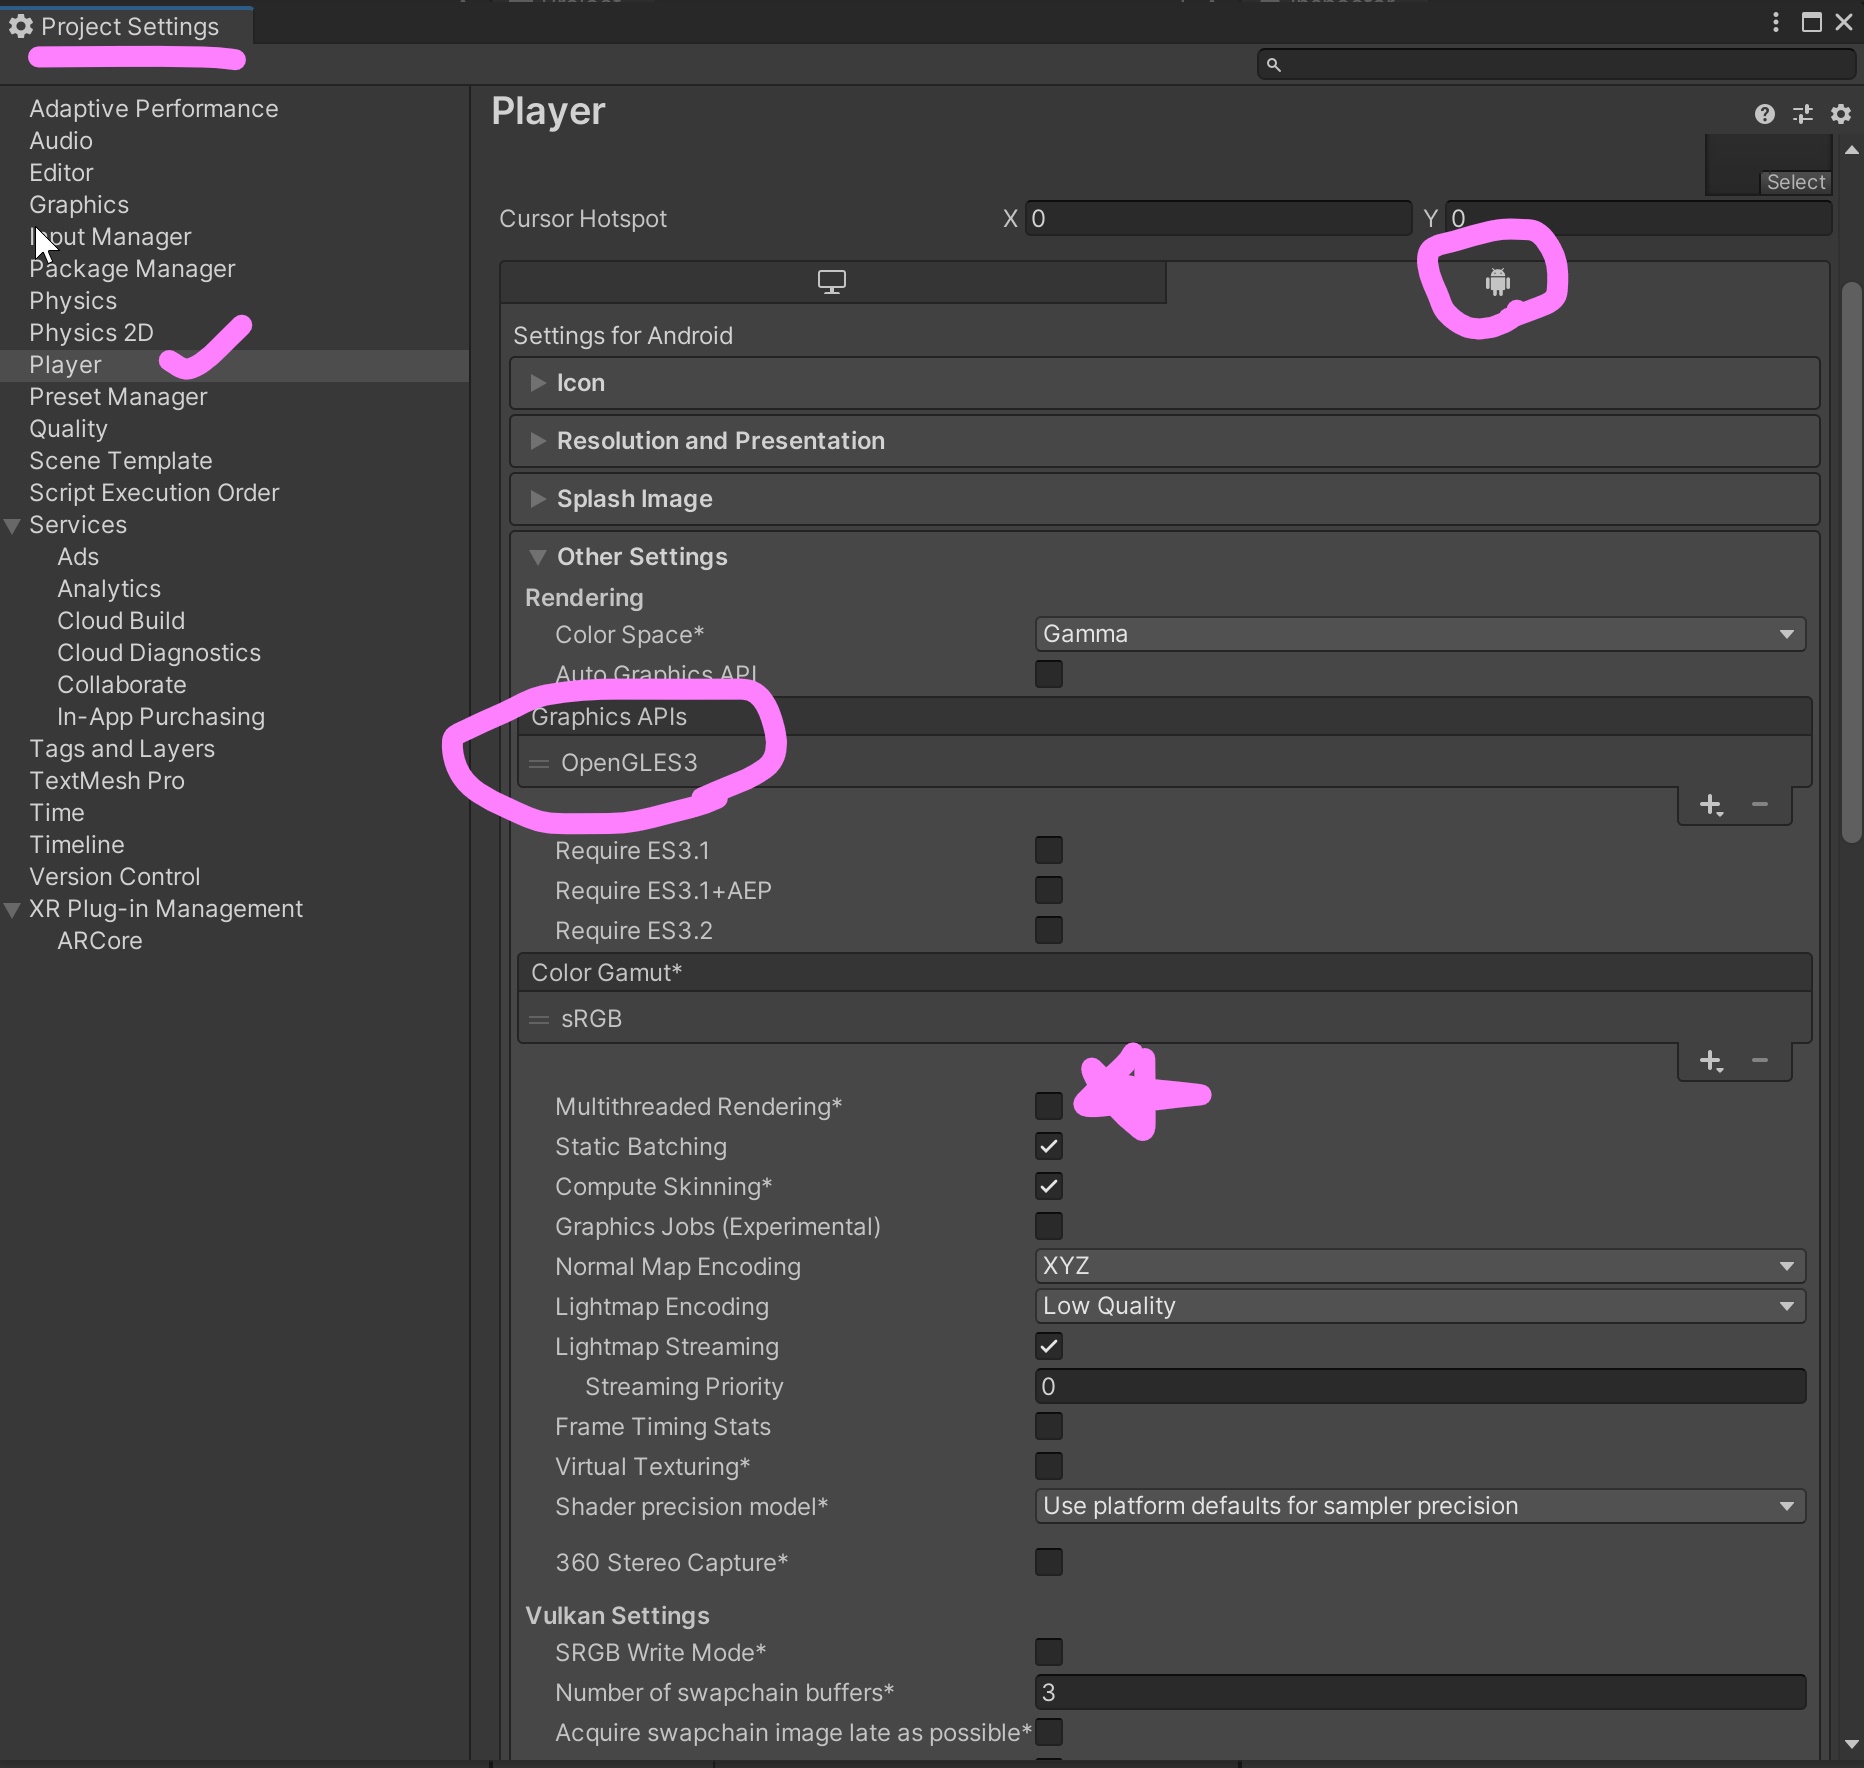 Project Settings
Adaptive Performance
Audio
Editor
Graphics
Input Manager
Package Manager
Physics
Physics 2D
Player
Preset Manager
Quality
Scene Template
Script Execution Order
Services
Ads
Analytics
Cloud Build
Cloud Diagnostics
Collaborate
In-App Purchasing
Tags and Layers
TextMesh Pro
Time
Timeline
Version Control
XR Plug-in Management
ARCore
Player
Select
Cursor Hotspot X 0 Y 0
Settings for Android
Icon
Resolution and Presentation
Splash Image
Other Settings
Rendering
Color Space* Gamma
Auto Graphics API
Graphics APIs
OpenGLES3
Require ES3.1
Require ES3.1+AEP
Require ES3.2
Color Gamut*
sRGB
Multithreaded Rendering*
Static Batching
Compute Skinning*
Graphics Jobs (Experimental)
Normal Map Encoding XYZ
Lightmap Encoding Low Quality
Lightmap Streaming
Streaming Priority 0
Frame Timing Stats
Virtual Texturing*
Shader precision model* Use platform defaults for sampler precision
360 Stereo Capture*
Vulkan Settings
SRGB Write Mode*
Number of swapchain buffers* 3
Acquire swapchain image late as possible*